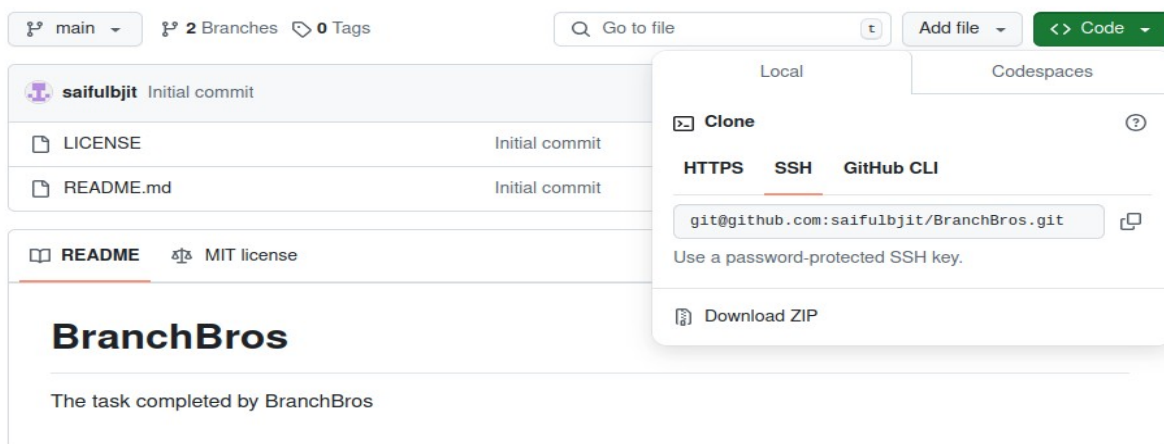 main 2 Branches 0 Tags Go to file t Add file <> Code
saifulbjit Initial commit
LICENSE Initial commit
README.md Initial commit
README MIT license
BranchBros
The task completed by BranchBros
Local Codespaces
Clone
HTTPS SSH GitHub CLI
git@github.com:saifulbjit/BranchBros.git
Use a password-protected SSH key.
Download ZIP